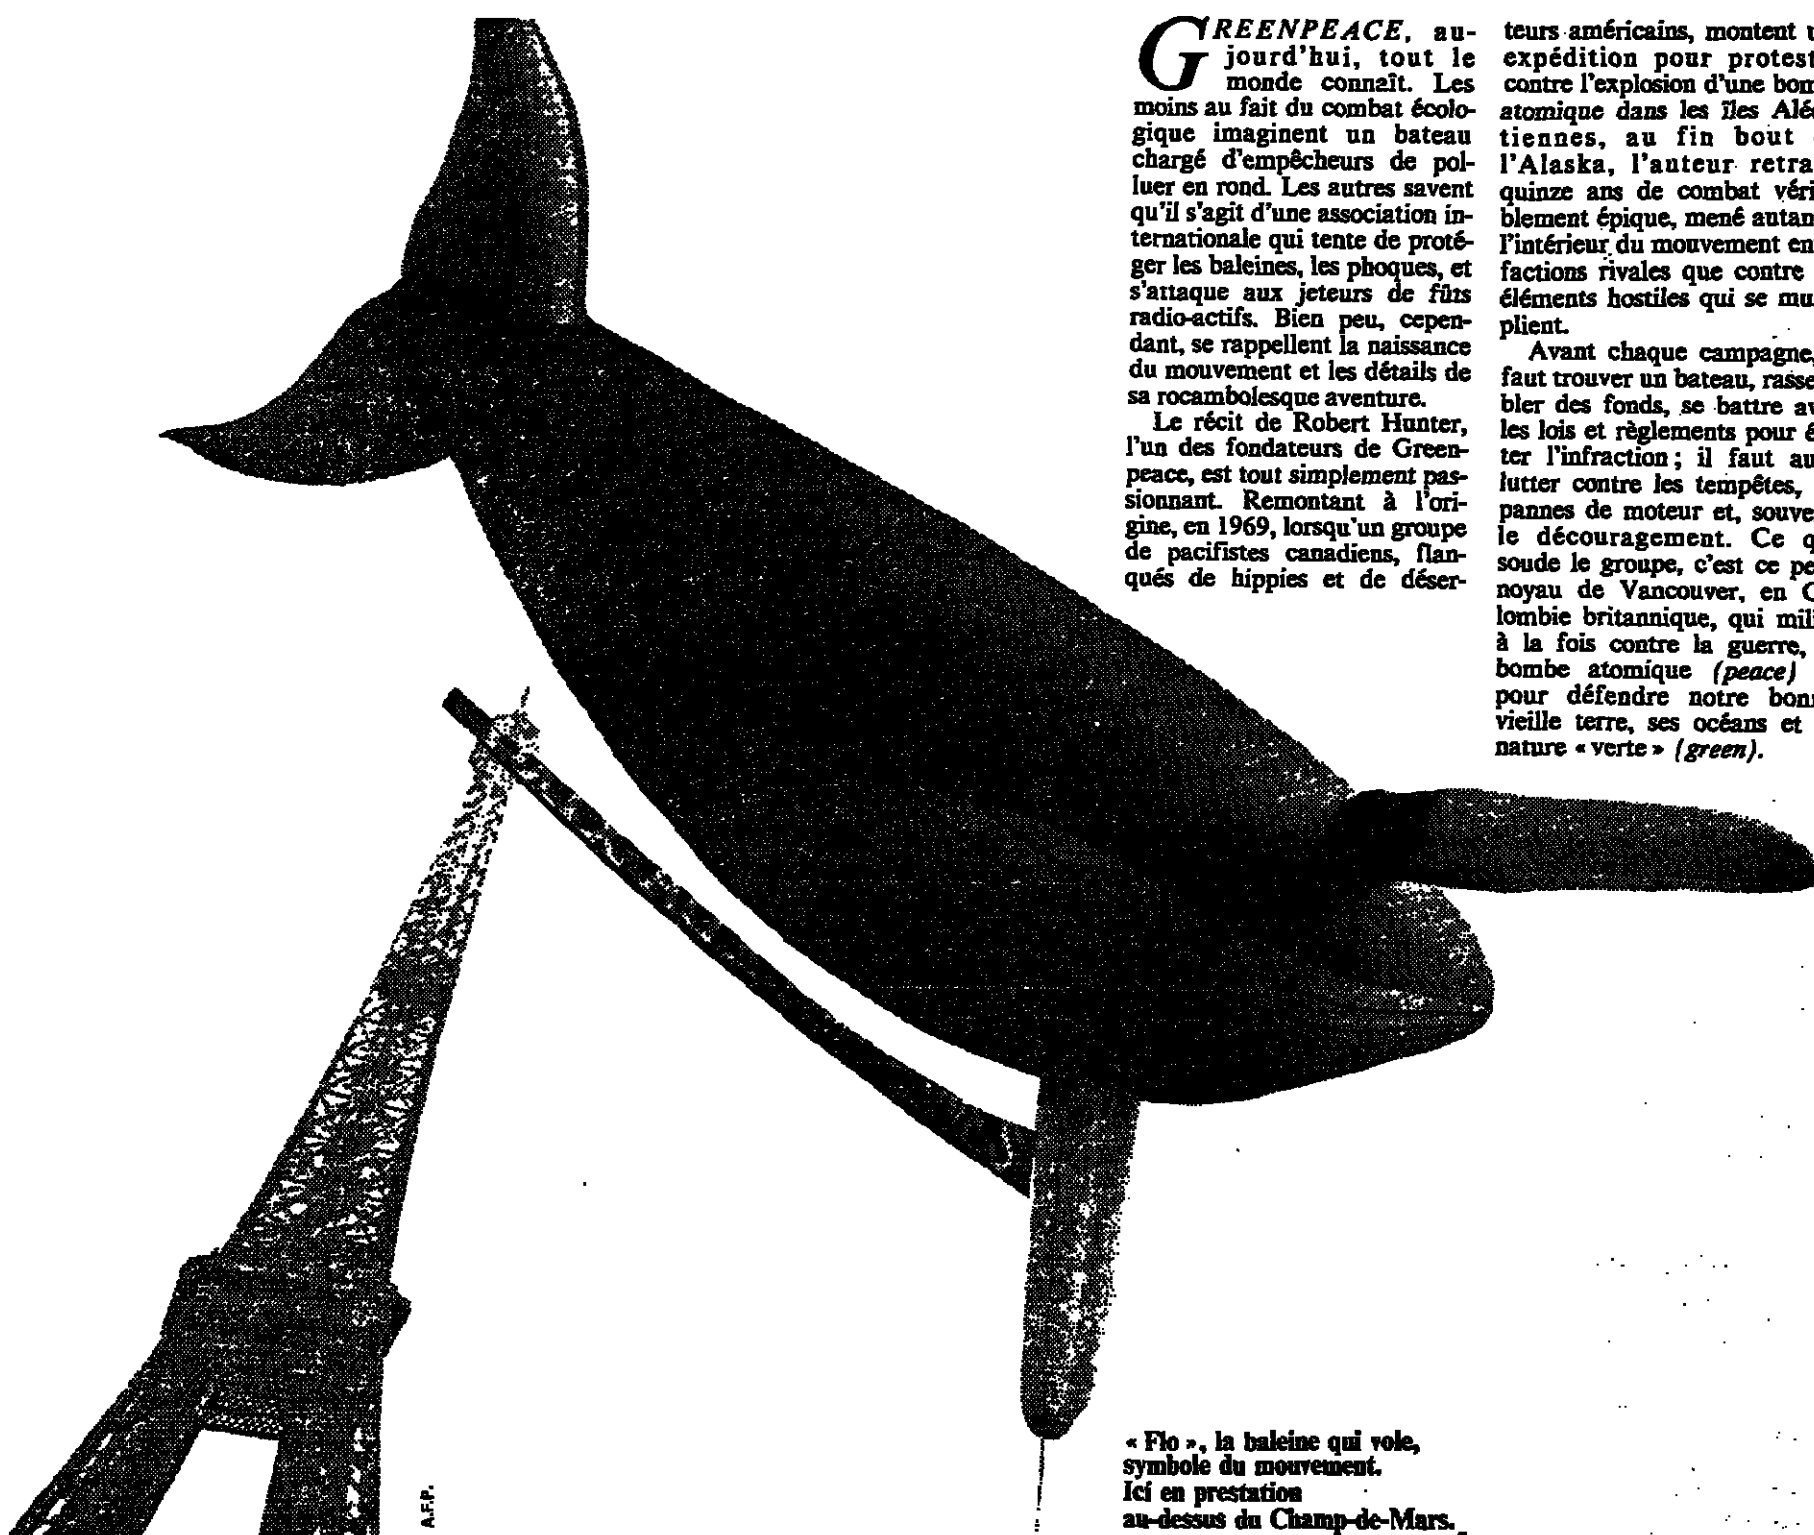 GREENPEACE, au-
jourd'hui, tout le
monde connaît. Les
moins au fait du combat écolo-
gique imaginent un bateau
chargé d'empêcheurs de pol-
luer en rond. Les autres savent
qu'il s'agit d'une association in-
ternationale qui tente de proté-
ger les baleines, les phoques, et
s'attaque aux jeteurs de fûts
radio-actifs. Bien peu, cepen-
dant, se rappellent la naissance
du mouvement et les détails de
sa rocambolesque aventure.
Le récit de Robert Hunter,
l'un des fondateurs de Green-
peace, est tout simplement pas-
sionnant. Remontant à l'ori-
gine, en 1969, lorsqu'un groupe
de pacifistes canadiens, flan-
qués de hippies et de déser-
teurs américains, montent
expédition pour protest
contre l'explosion d'une bom
atomique dans les îles Alé
tiennes, au fin bout
l'Alaska, l'auteur retra
quinze ans de combat véri
blement épique, mené autan
l'intérieur du mouvement en
factions rivales que contre
éléments hostiles qui se mu
plient.
Avant chaque campagne,
faut trouver un bateau, rasse
bler des fonds, se battre av
les lois et règlements pour é
ter l'infraction ; il faut au
lutter contre les tempêtes,
pannes de moteur et, souve
le découragement. Ce q
soude le groupe, c'est ce pe
noyau de Vancouver, en C
lombie britannique, qui mili
à la fois contre la guerre,
bombe atomique (peace)
pour défendre notre bonn
vieille terre, ses océans et
nature « verte » (green).
« Flo », la baleine qui vole,
symbole du mouvement.
Ici en prestation
au-dessus du Champ-de-Mars.
A.F.P.